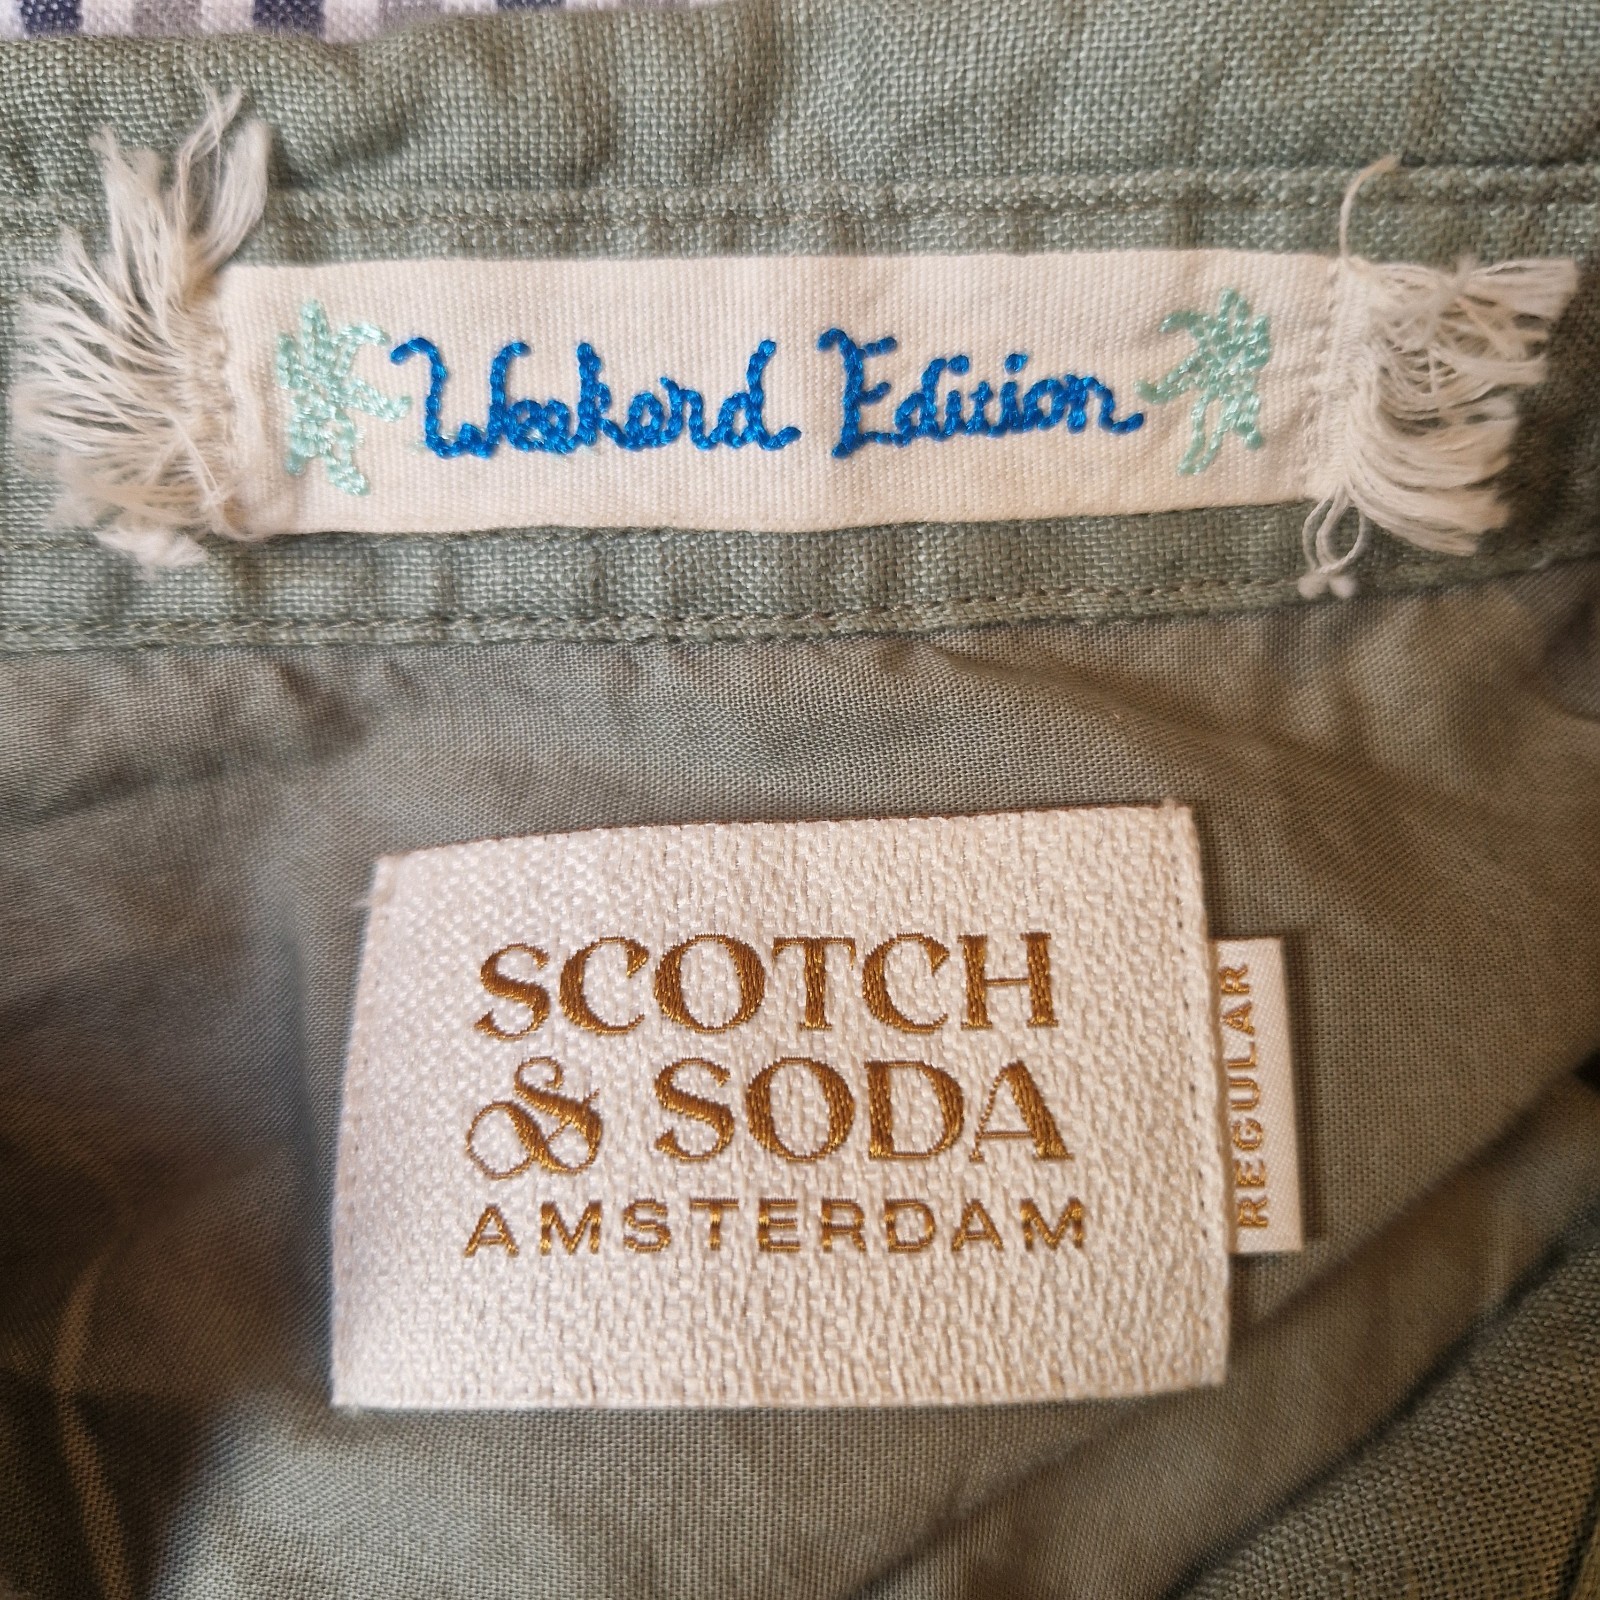 Weekend Edition
SCOTCH
& SODA
AMSTERDAM
REGULAR